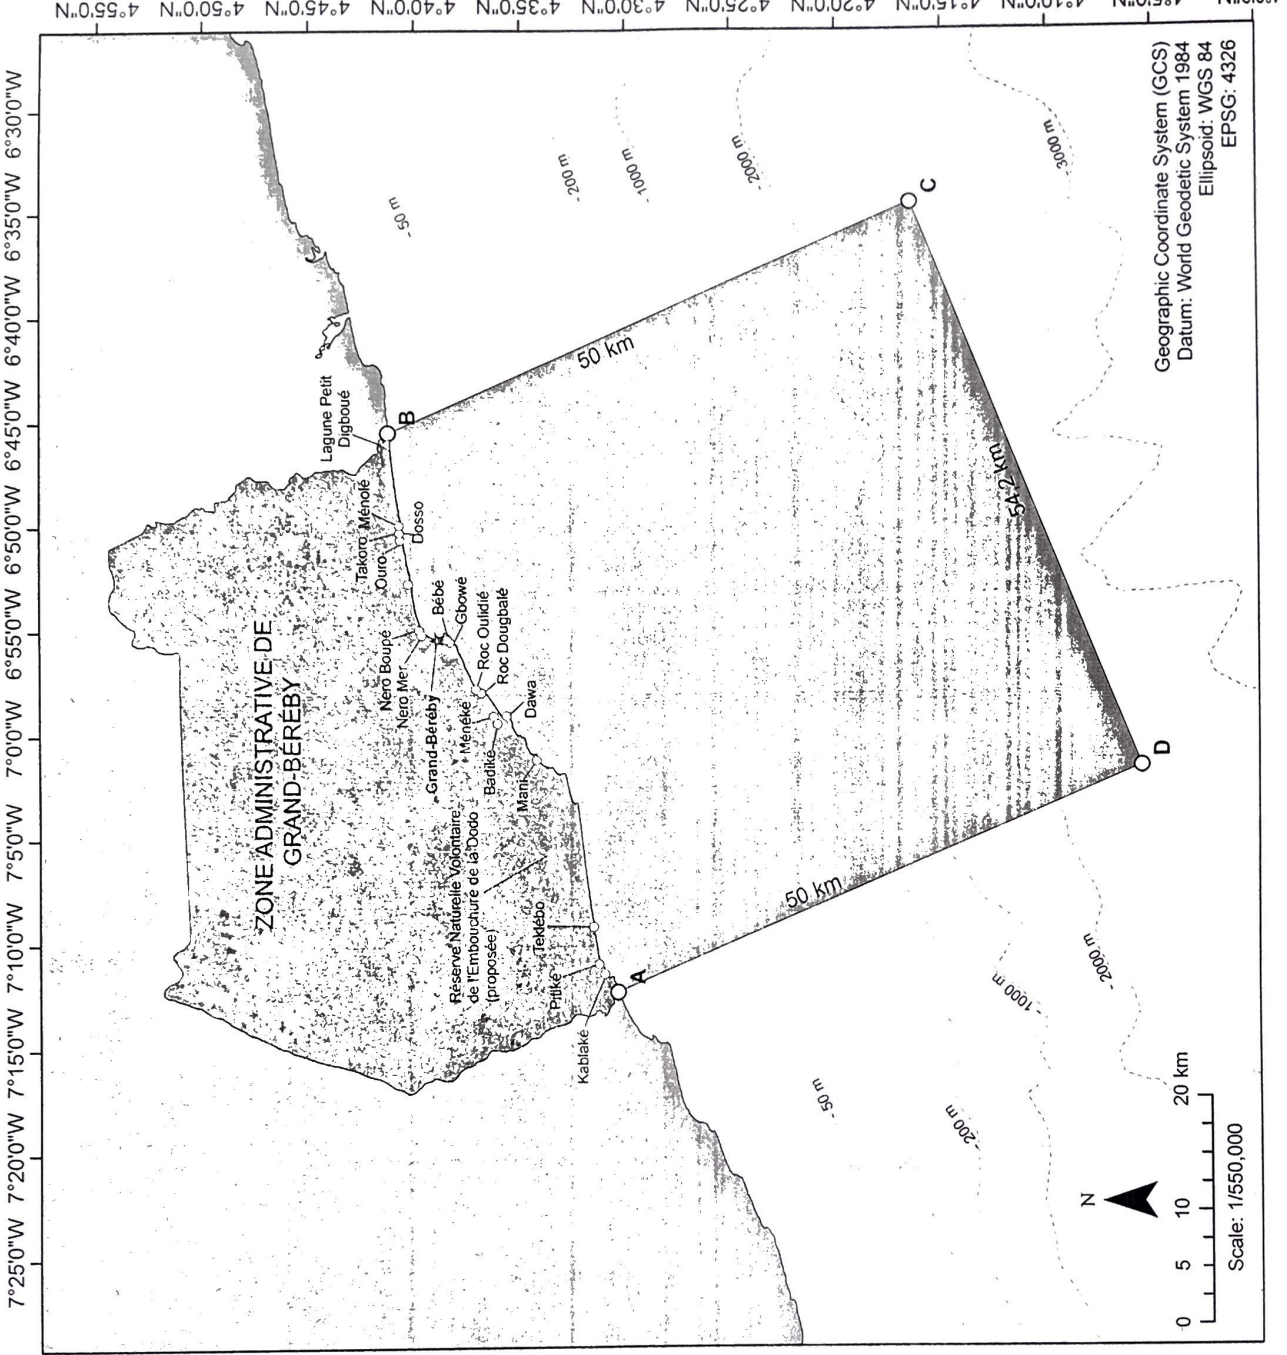 7°25'0"W
7°20'0"W
7°15'0"W
7°10'0"W
7°5'0"W
7°0'0"W
6°55'0"W
6°50'0"W
6°45'0"W
6°40'0"W
6°35'0"W
6°30'0"W
4°55'0"N
4°50'0"N
4°45'0"N
4°40'0"N
4°35'0"N
4°30'0"N
4°25'0"N
4°20'0"N
4°15'0"N
4°10'0"N
4°5'0"N
ZONE ADMINISTRATIVE DE
GRAND-BÉRÉBY
Lagune Petit
Digboué
B
Ménolé
Takoro
Ouro
Dosso
Nero Boupé
Nero Mer
Grand-Béréby
Bébé
Gbowé
Roc Oulidié
Roc Dougbalé
Ménéké
Badiké
Dawa
Mani
Réserve Naturelle Volontaire
de l'Embouchure de la Dodo
(proposée)
Teklébo
Pitiké
Kablaké
A
50 km
50 km
54,2 km
C
D
-50 m
-200 m
-1000 m
-2000 m
-3000 m
-50 m
-200 m
-1000 m
-2000 m
N
0
5
10
20 km
Scale: 1/550,000
Geographic Coordinate System (GCS)
Datum: World Geodetic System 1984
Ellipsoid: WGS 84
EPSG: 4326